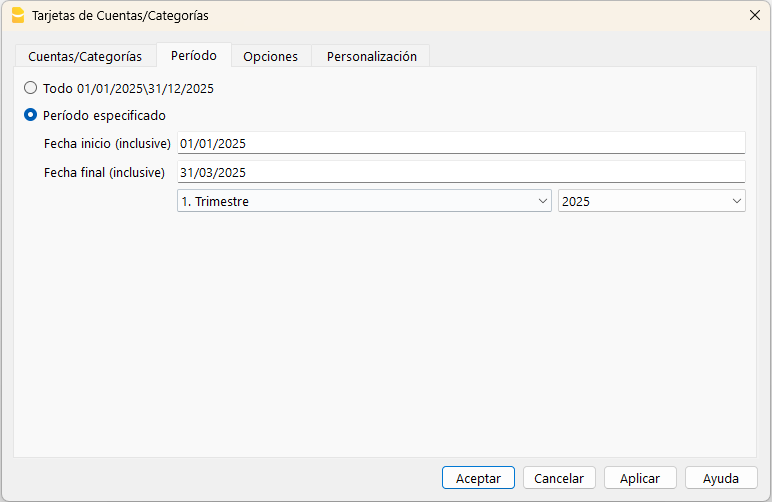 Tarjetas de Cuentas/Categorías
Cuentas/Categorías Período Opciones Personalización
Todo 01/01/2025\31/12/2025
Período especificado
Fecha inicio (inclusive) 01/01/2025
Fecha final (inclusive) 31/03/2025
1. Trimestre 2025
Aceptar Cancelar Aplicar Ayuda